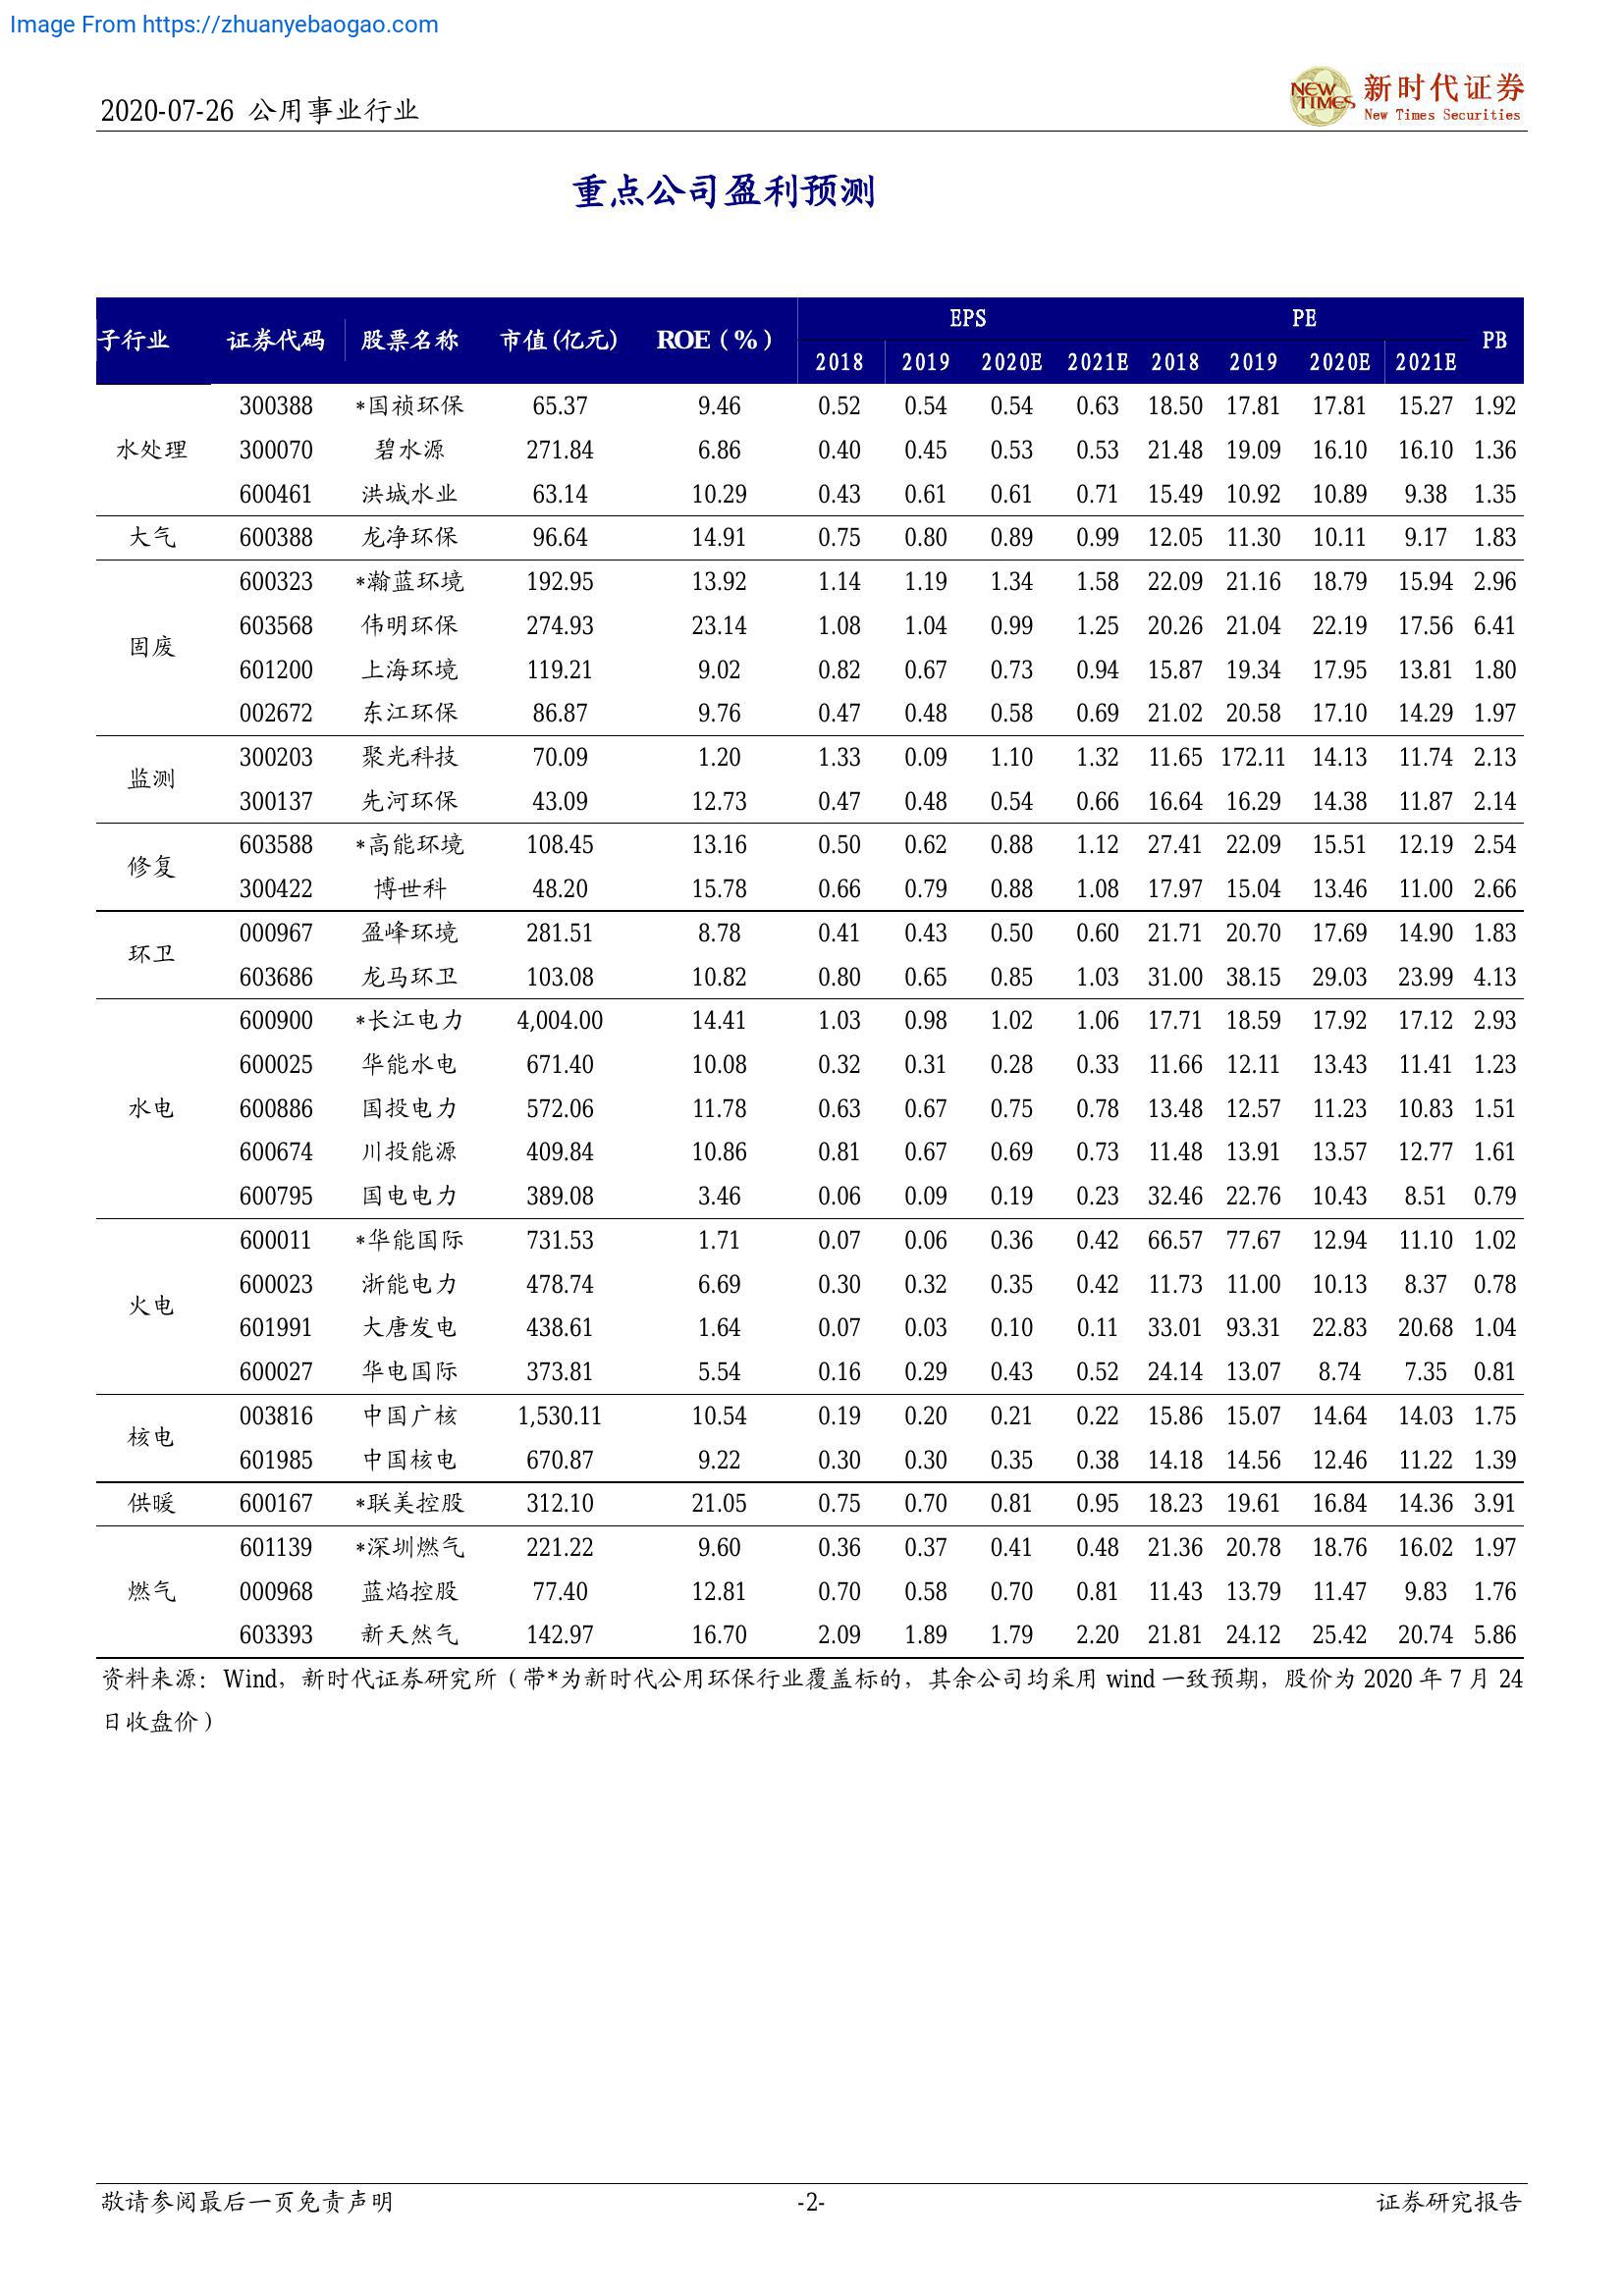 Image From https://zhuanyebaogao.com
2020-07-26 公用事业行业
NEW TIMES 新时代证券
New Times Securities
重点公司盈利预测
子行业 证券代码 股票名称 市值(亿元) ROE（%） EPS PE PB
2018 2019 2020E 2021E 2018 2019 2020E 2021E
水处理 300388 *国祯环保 65.37 9.46 0.52 0.54 0.54 0.63 18.50 17.81 17.81 15.27 1.92
300070 碧水源 271.84 6.86 0.40 0.45 0.53 0.53 21.48 19.09 16.10 16.10 1.36
600461 洪城水业 63.14 10.29 0.43 0.61 0.61 0.71 15.49 10.92 10.89 9.38 1.35
大气 600388 龙净环保 96.64 14.91 0.75 0.80 0.89 0.99 12.05 11.30 10.11 9.17 1.83
固废 600323 *瀚蓝环境 192.95 13.92 1.14 1.19 1.34 1.58 22.09 21.16 18.79 15.94 2.96
603568 伟明环保 274.93 23.14 1.08 1.04 0.99 1.25 20.26 21.04 22.19 17.56 6.41
601200 上海环境 119.21 9.02 0.82 0.67 0.73 0.94 15.87 19.34 17.95 13.81 1.80
002672 东江环保 86.87 9.76 0.47 0.48 0.58 0.69 21.02 20.58 17.10 14.29 1.97
监测 300203 聚光科技 70.09 1.20 1.33 0.09 1.10 1.32 11.65 172.11 14.13 11.74 2.13
300137 先河环保 43.09 12.73 0.47 0.48 0.54 0.66 16.64 16.29 14.38 11.87 2.14
修复 603588 *高能环境 108.45 13.16 0.50 0.62 0.88 1.12 27.41 22.09 15.51 12.19 2.54
300422 博世科 48.20 15.78 0.66 0.79 0.88 1.08 17.97 15.04 13.46 11.00 2.66
环卫 000967 盈峰环境 281.51 8.78 0.41 0.43 0.50 0.60 21.71 20.70 17.69 14.90 1.83
603686 龙马环卫 103.08 10.82 0.80 0.65 0.85 1.03 31.00 38.15 29.03 23.99 4.13
水电 600900 *长江电力 4,004.00 14.41 1.03 0.98 1.02 1.06 17.71 18.59 17.92 17.12 2.93
600025 华能水电 671.40 10.08 0.32 0.31 0.28 0.33 11.66 12.11 13.43 11.41 1.23
600886 国投电力 572.06 11.78 0.63 0.67 0.75 0.78 13.48 12.57 11.23 10.83 1.51
600674 川投能源 409.84 10.86 0.81 0.67 0.69 0.73 11.48 13.91 13.57 12.77 1.61
600795 国电电力 389.08 3.46 0.06 0.09 0.19 0.23 32.46 22.76 10.43 8.51 0.79
火电 600011 *华能国际 731.53 1.71 0.07 0.06 0.36 0.42 66.57 77.67 12.94 11.10 1.02
600023 浙能电力 478.74 6.69 0.30 0.32 0.35 0.42 11.73 11.00 10.13 8.37 0.78
601991 大唐发电 438.61 1.64 0.07 0.03 0.10 0.11 33.01 93.31 22.83 20.68 1.04
600027 华电国际 373.81 5.54 0.16 0.29 0.43 0.52 24.14 13.07 8.74 7.35 0.81
核电 003816 中国广核 1,530.11 10.54 0.19 0.20 0.21 0.22 15.86 15.07 14.64 14.03 1.75
601985 中国核电 670.87 9.22 0.30 0.30 0.35 0.38 14.18 14.56 12.46 11.22 1.39
供暖 600167 *联美控股 312.10 21.05 0.75 0.70 0.81 0.95 18.23 19.61 16.84 14.36 3.91
燃气 601139 *深圳燃气 221.22 9.60 0.36 0.37 0.41 0.48 21.36 20.78 18.76 16.02 1.97
000968 蓝焰控股 77.40 12.81 0.70 0.58 0.70 0.81 11.43 13.79 11.47 9.83 1.76
603393 新天然气 142.97 16.70 2.09 1.89 1.79 2.20 21.81 24.12 25.42 20.74 5.86
资料来源：Wind，新时代证券研究所（带*为新时代公用环保行业覆盖标的，其余公司均采用 wind 一致预期，股价为 2020 年 7 月 24
日收盘价）
敬请参阅最后一页免责声明 -2- 证券研究报告